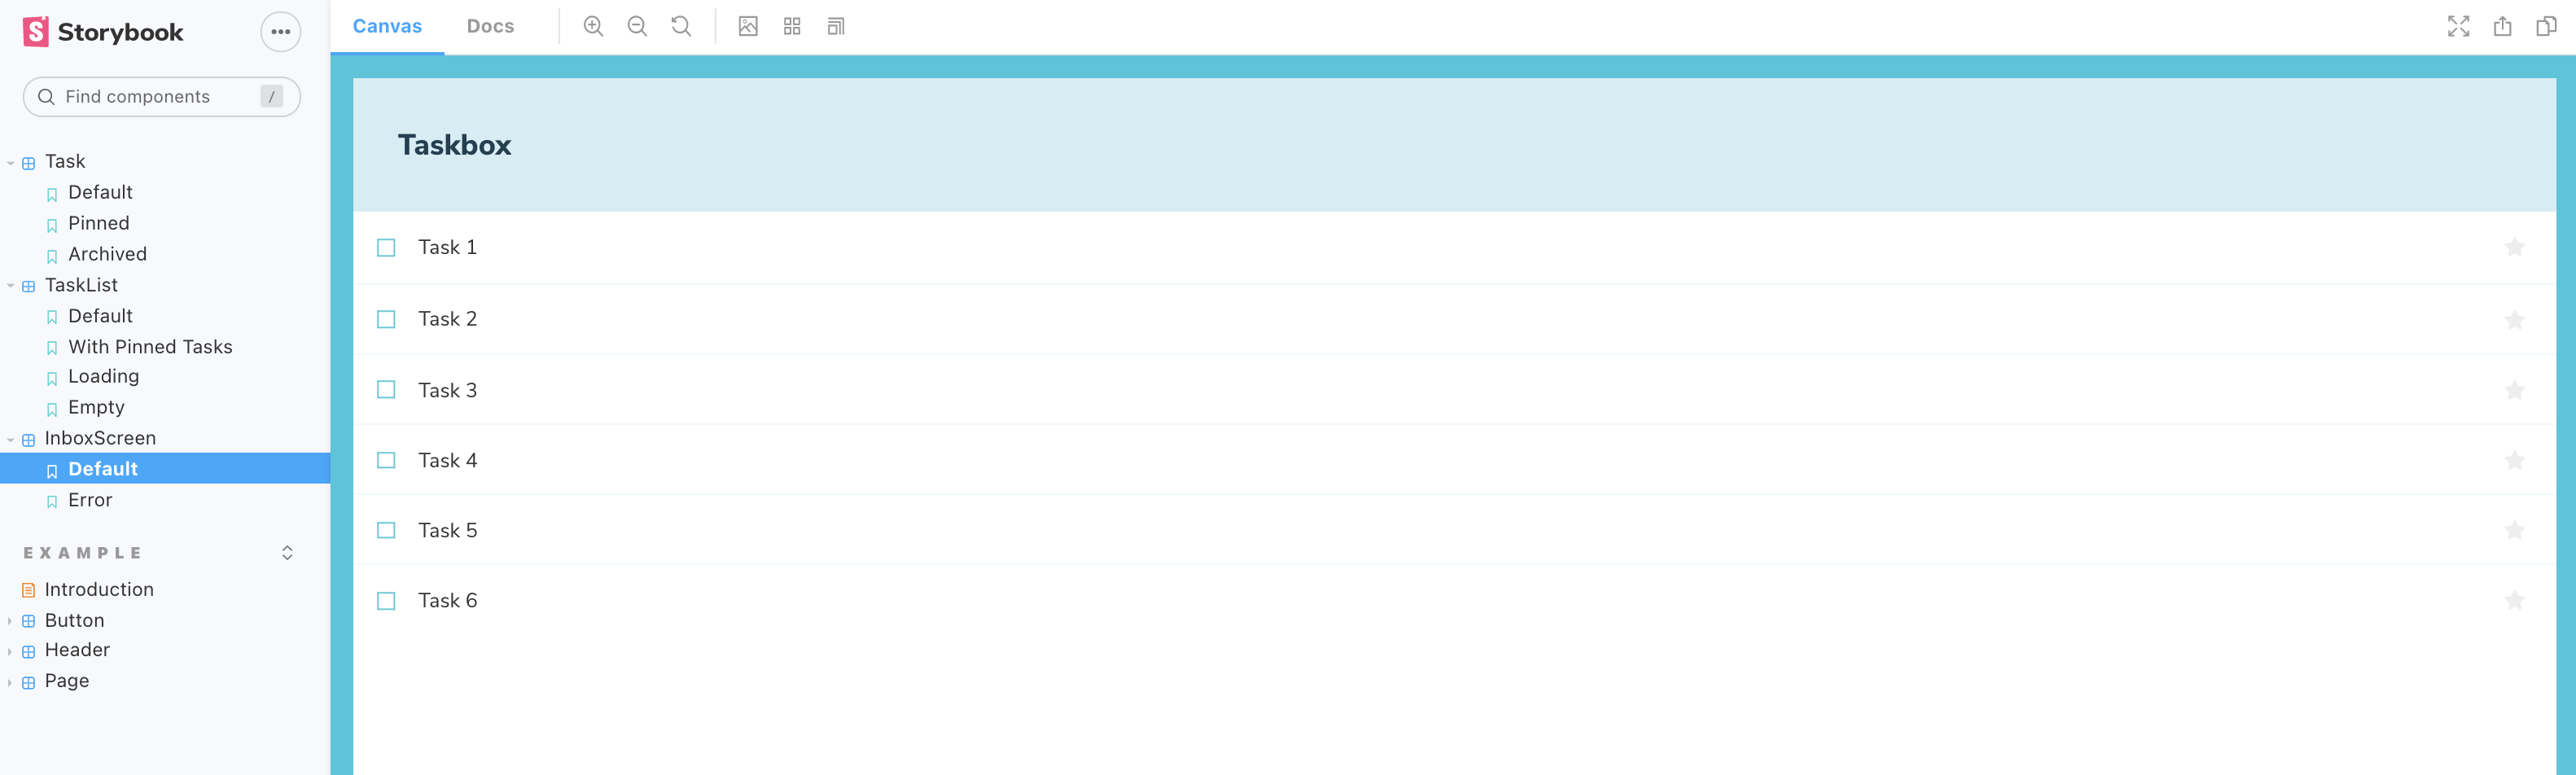 Storybook
Find components /
Task
Default
Pinned
Archived
TaskList
Default
With Pinned Tasks
Loading
Empty
InboxScreen
Default
Error
EXAMPLE
Introduction
Button
Header
Page
Canvas Docs
Taskbox
Task 1
Task 2
Task 3
Task 4
Task 5
Task 6